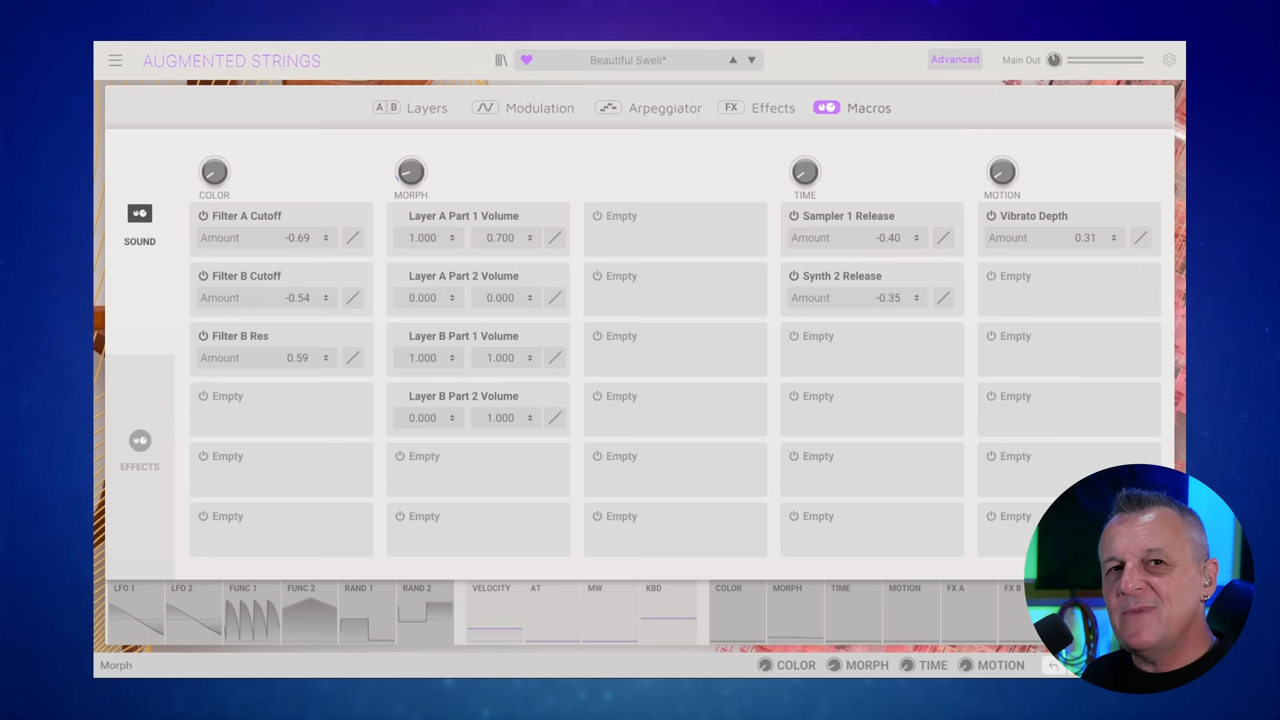 AUGMENTED STRINGS
Beautiful Swell*
Advanced
Main Out
A B Layers
Modulation
Arpeggiator
FX Effects
Macros
COLOR
MORPH
TIME
MOTION
SOUND
EFFECTS
Filter A Cutoff
Amount -0.69
Layer A Part 1 Volume
1.000 0.700
Empty
Sampler 1 Release
Amount -0.40
Vibrato Depth
Amount 0.31
Filter B Cutoff
Amount -0.54
Layer A Part 2 Volume
0.000 0.000
Empty
Synth 2 Release
Amount -0.35
Empty
Filter B Res
Amount 0.59
Layer B Part 1 Volume
1.000 1.000
Empty
Empty
Empty
Empty
Layer B Part 2 Volume
0.000 1.000
Empty
Empty
Empty
Empty
Empty
Empty
Empty
Empty
Empty
Empty
Empty
Empty
Empty
LFO 1
LFO 2
FUNC 1
FUNC 2
RAND 1
RAND 2
VELOCITY
AT
MW
KBD
COLOR
MORPH
TIME
MOTION
FX A
FX B
Morph
COLOR
MORPH
TIME
MOTION